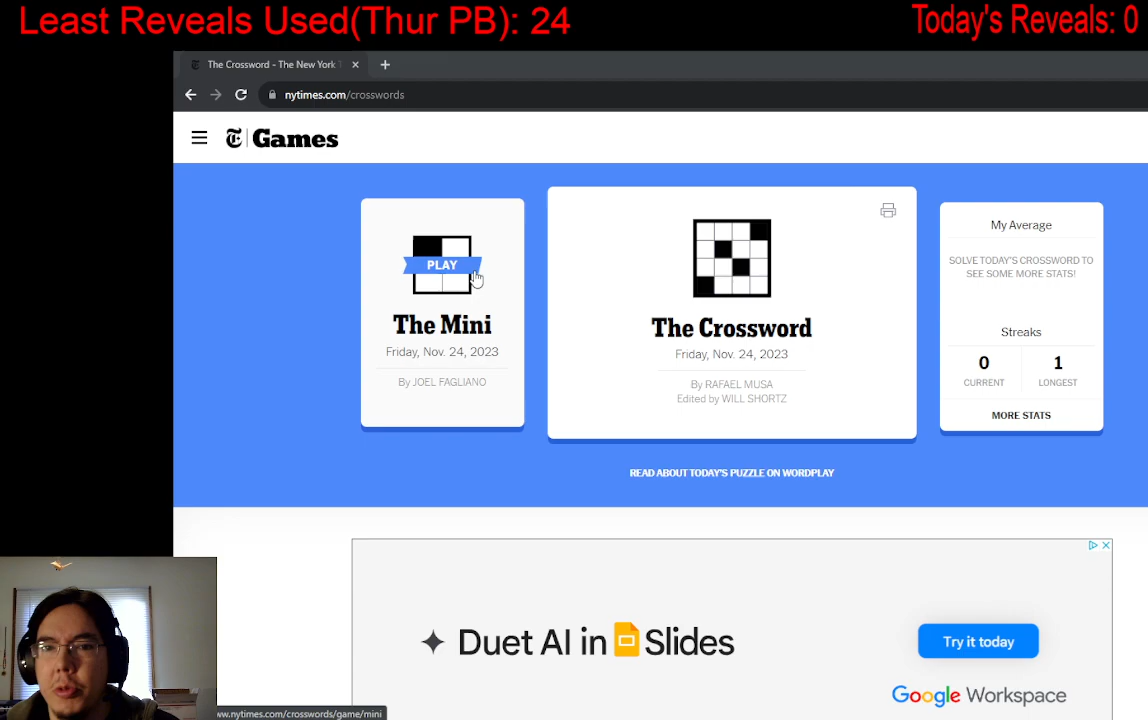 Least Reveals Used(Thur PB): 24
Today's Reveals: 0
The Crossword - The New York T
nytimes.com/crosswords
Games
PLAY
The Mini
Friday, Nov. 24, 2023
By JOEL FAGLIANO
The Crossword
Friday, Nov. 24, 2023
By RAFAEL MUSA
Edited by WILL SHORTZ
My Average
SOLVE TODAY'S CROSSWORD TO
SEE SOME MORE STATS!
Streaks
0 1
CURRENT LONGEST
MORE STATS
READ ABOUT TODAY'S PUZZLE ON WORDPLAY
Duet AI in Slides
Try it today
Google Workspace
ww.nytimes.com/crosswords/game/mini